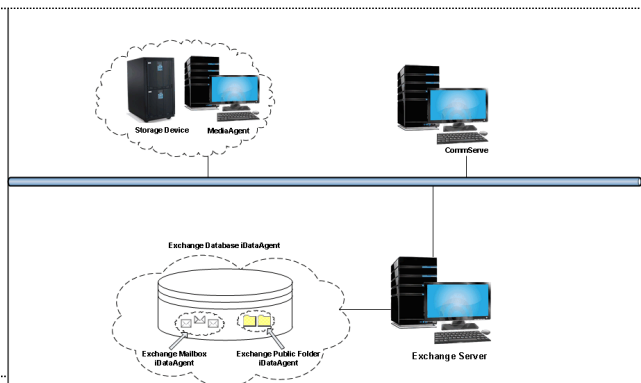 Storage Device
MediaAgent
CommServe
Exchange Database iDataAgent
Exchange Mailbox
iDataAgent
Exchange Public Folder
iDataAgent
Exchange Server